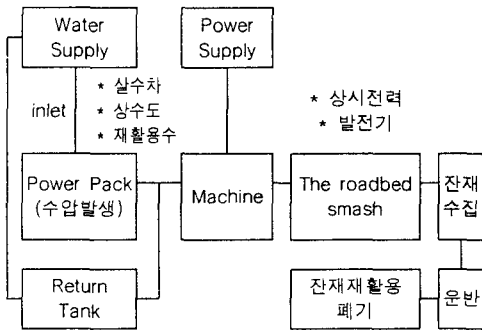 Water
Supply
Power
Supply
inlet
* 살수차
* 상수도
* 재활용수
* 상시전력
* 발전기
Power Pack
(수압발생)
Machine
The roadbed
smash
잔재
수집
Return
Tank
잔재재활용
폐기
운반